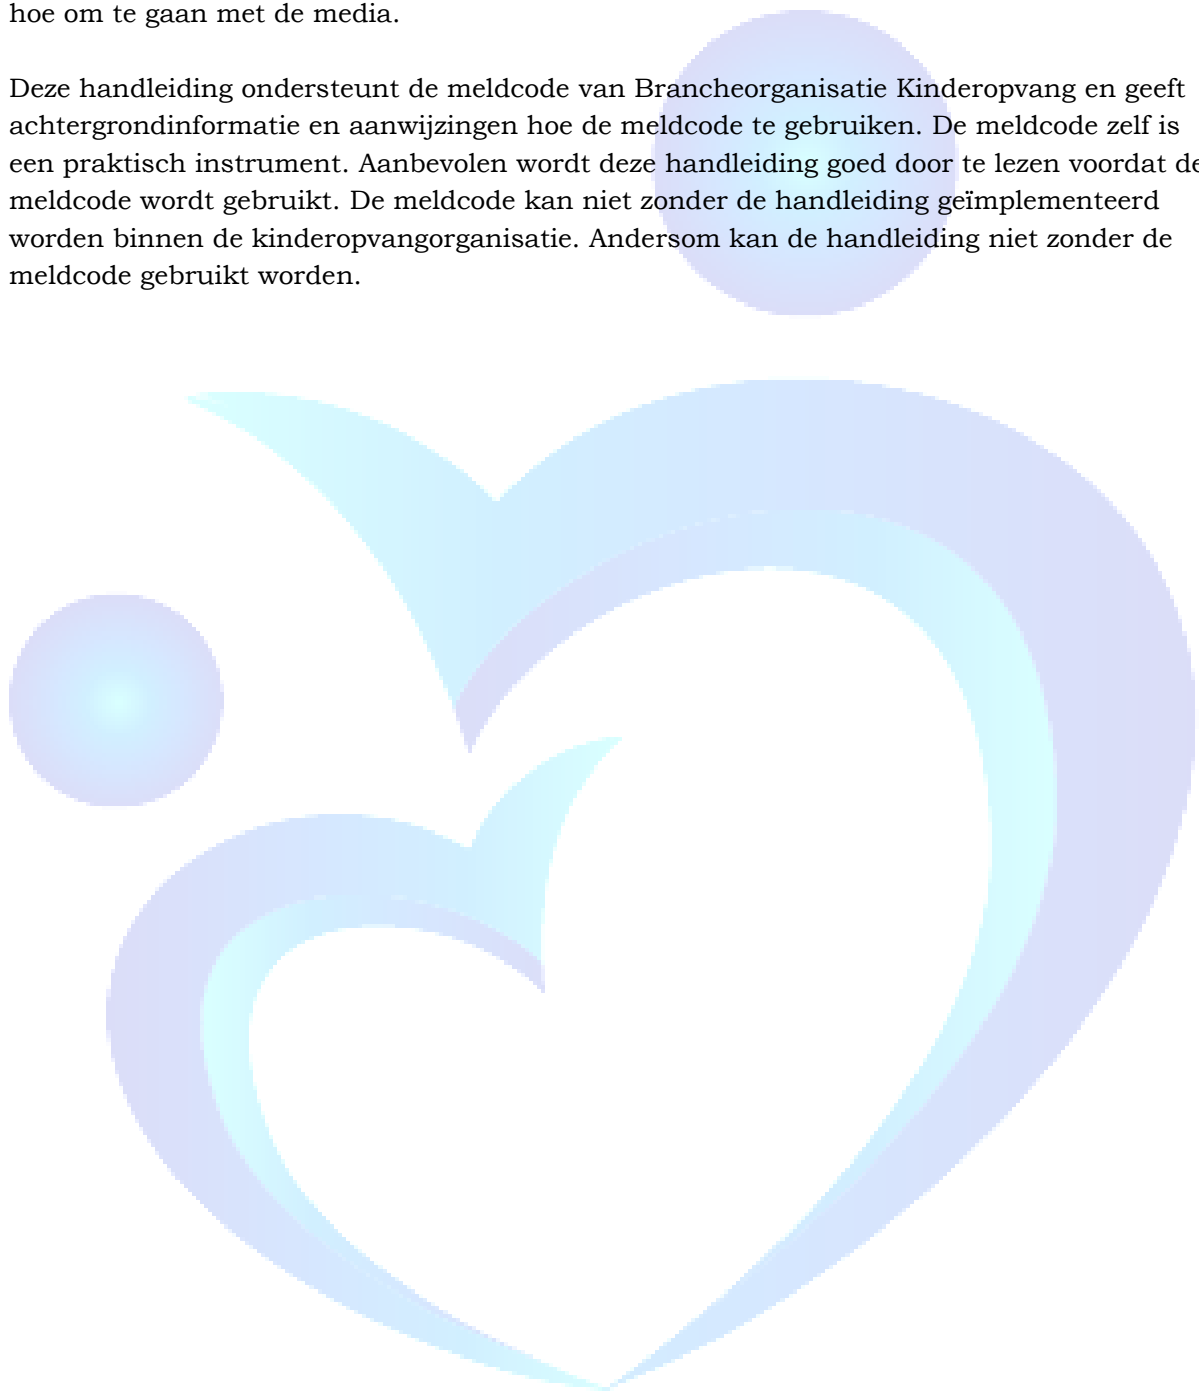 hoe om te gaan met de media.
Deze handleiding ondersteunt de meldcode van Brancheorganisatie Kinderopvang en geeft
achtergrondinformatie en aanwijzingen hoe de meldcode te gebruiken. De meldcode zelf is
een praktisch instrument. Aanbevolen wordt deze handleiding goed door te lezen voordat de
meldcode wordt gebruikt. De meldcode kan niet zonder de handleiding geïmplementeerd
worden binnen de kinderopvangorganisatie. Andersom kan de handleiding niet zonder de
meldcode gebruikt worden.